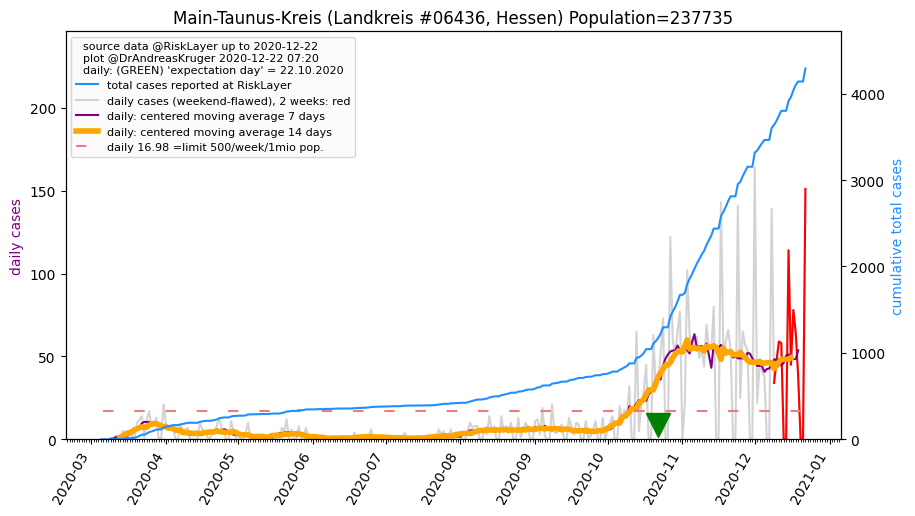 Main-Taunus-Kreis (Landkreis #06436, Hessen) Population=237735
source data @RiskLayer up to 2020-12-22
plot @DrAndreasKruger 2020-12-22 07:20
daily: (GREEN) 'expectation day' = 22.10.2020
total cases reported at RiskLayer
daily cases (weekend-flawed), 2 weeks: red
daily: centered moving average 7 days
daily: centered moving average 14 days
daily 16.98 =limit 500/week/1mio pop.
daily cases
200
150
100
50
0
cumulative total cases
4000
3000
2000
1000
0
2020-03
2020-04
2020-05
2020-06
2020-07
2020-08
2020-09
2020-10
2020-11
2020-12
2021-01